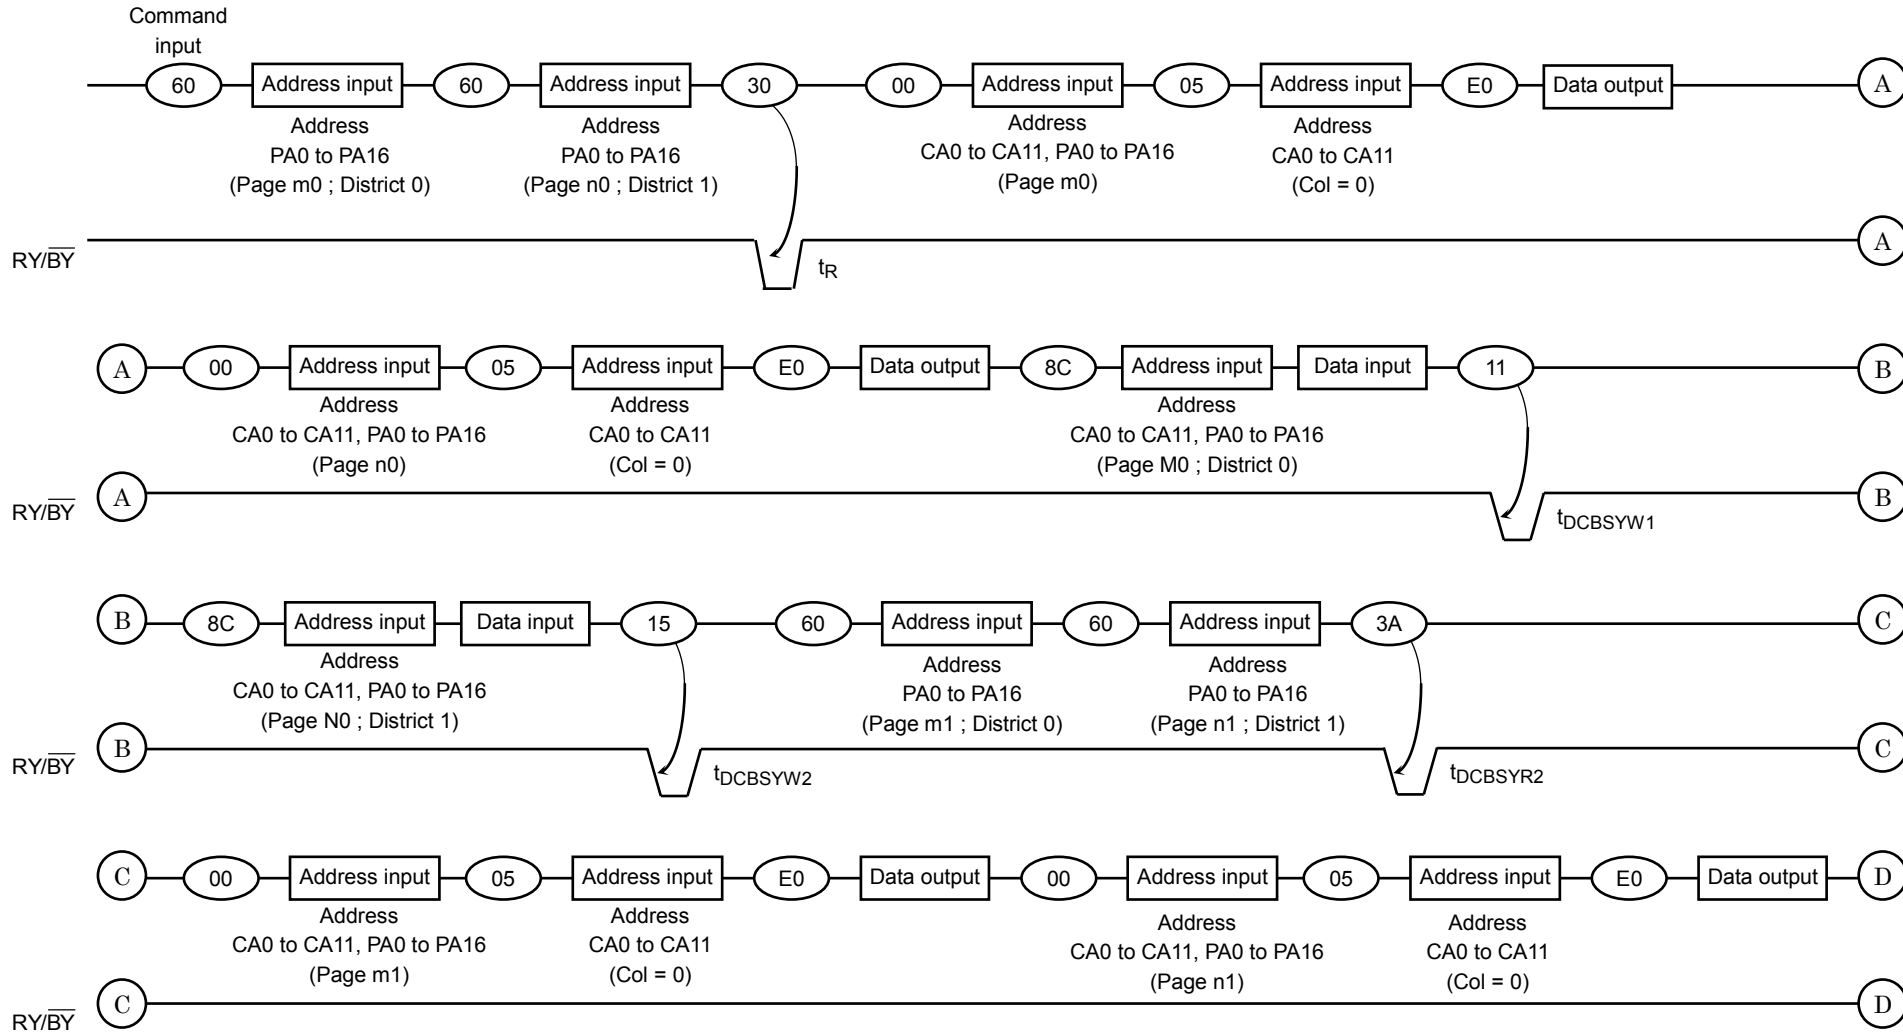 Command
input
60 Address input 60 Address input 30 00 Address input 05 Address input E0 Data output A
Address
PA0 to PA16
(Page m0 ; District 0)
Address
PA0 to PA16
(Page n0 ; District 1)
Address
CA0 to CA11, PA0 to PA16
(Page m0)
Address
CA0 to CA11
(Col = 0)
RY/BY tR A
A 00 Address input 05 Address input E0 Data output 8C Address input Data input 11 B
Address
CA0 to CA11, PA0 to PA16
(Page n0)
Address
CA0 to CA11
(Col = 0)
Address
CA0 to CA11, PA0 to PA16
(Page M0 ; District 0)
RY/BY A tDCBSYW1 B
B 8C Address input Data input 15 60 Address input 60 Address input 3A C
Address
CA0 to CA11, PA0 to PA16
(Page N0 ; District 1)
Address
PA0 to PA16
(Page m1 ; District 0)
Address
PA0 to PA16
(Page n1 ; District 1)
RY/BY B tDCBSYW2 tDCBSYR2 C
C 00 Address input 05 Address input E0 Data output 00 Address input 05 Address input E0 Data output D
Address
CA0 to CA11, PA0 to PA16
(Page m1)
Address
CA0 to CA11
(Col = 0)
Address
CA0 to CA11, PA0 to PA16
(Page n1)
Address
CA0 to CA11
(Col = 0)
RY/BY C D